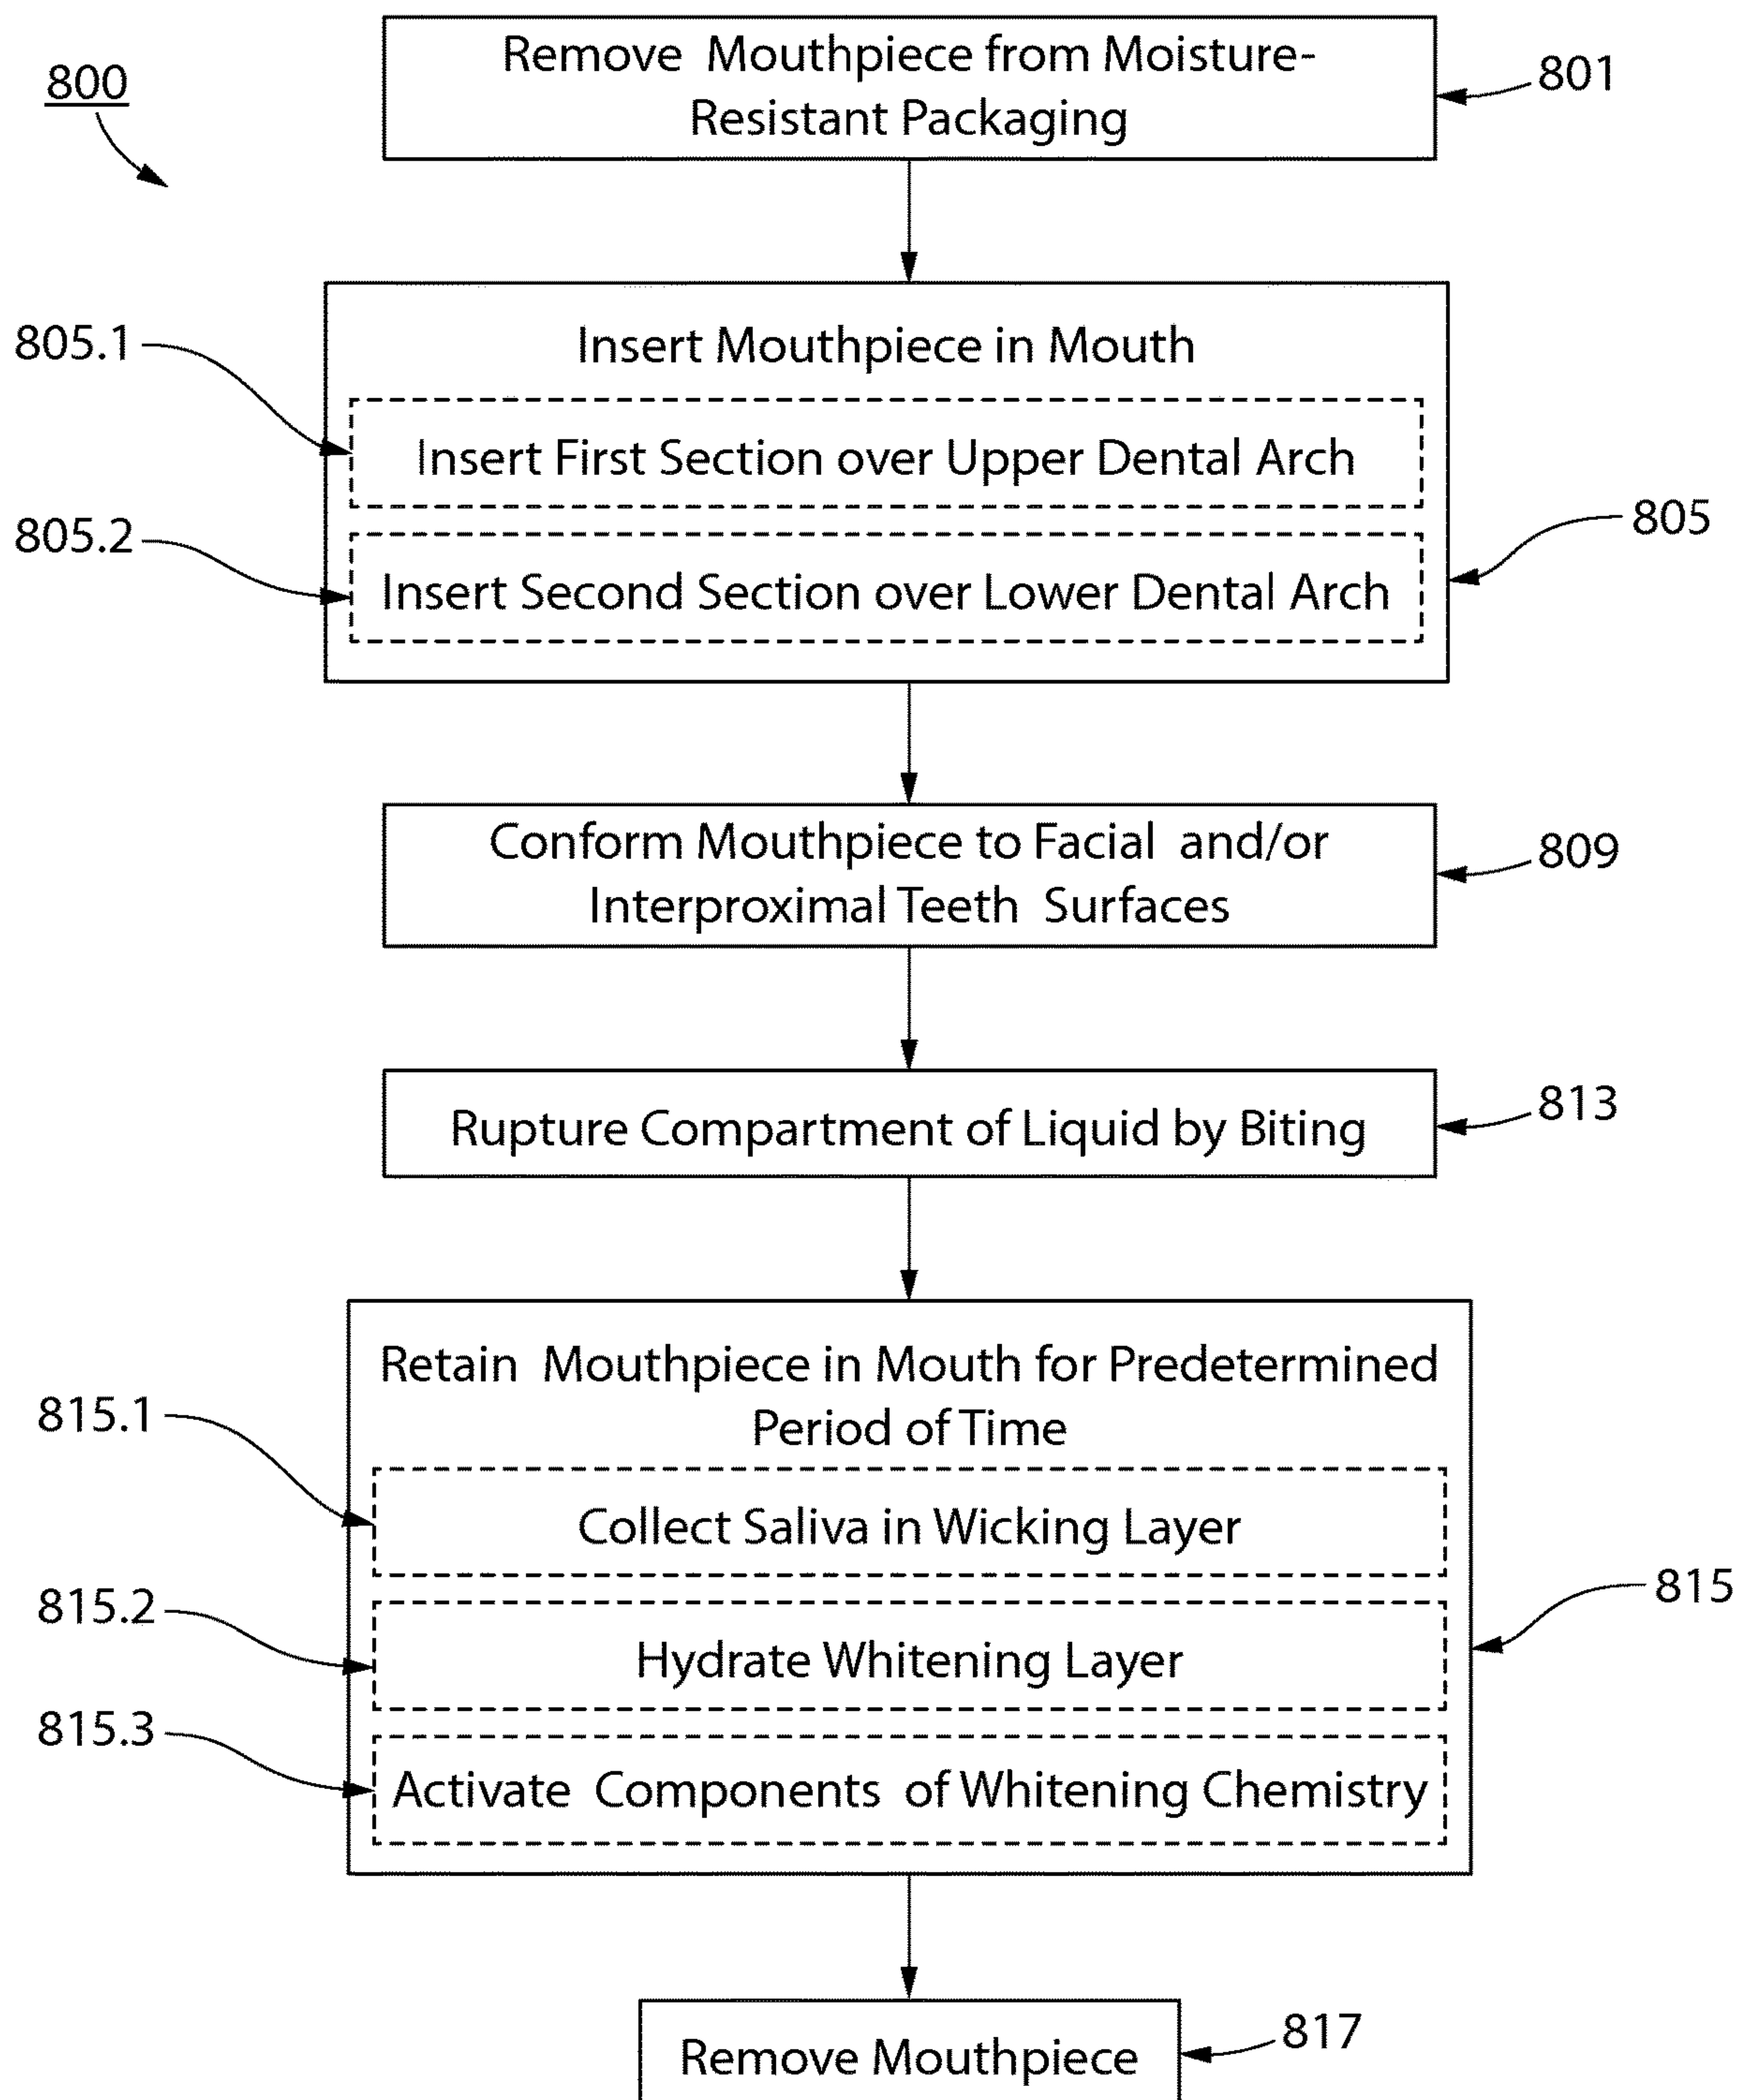 800
Remove Mouthpiece from Moisture-
Resistant Packaging
801
Insert Mouthpiece in Mouth
805.1
Insert First Section over Upper Dental Arch
805.2
Insert Second Section over Lower Dental Arch
805
Conform Mouthpiece to Facial and/or
Interproximal Teeth Surfaces
809
Rupture Compartment of Liquid by Biting
813
Retain Mouthpiece in Mouth for Predetermined
Period of Time
815.1
Collect Saliva in Wicking Layer
815
815.2
Hydrate Whitening Layer
815.3
Activate Components of Whitening Chemistry
Remove Mouthpiece
817